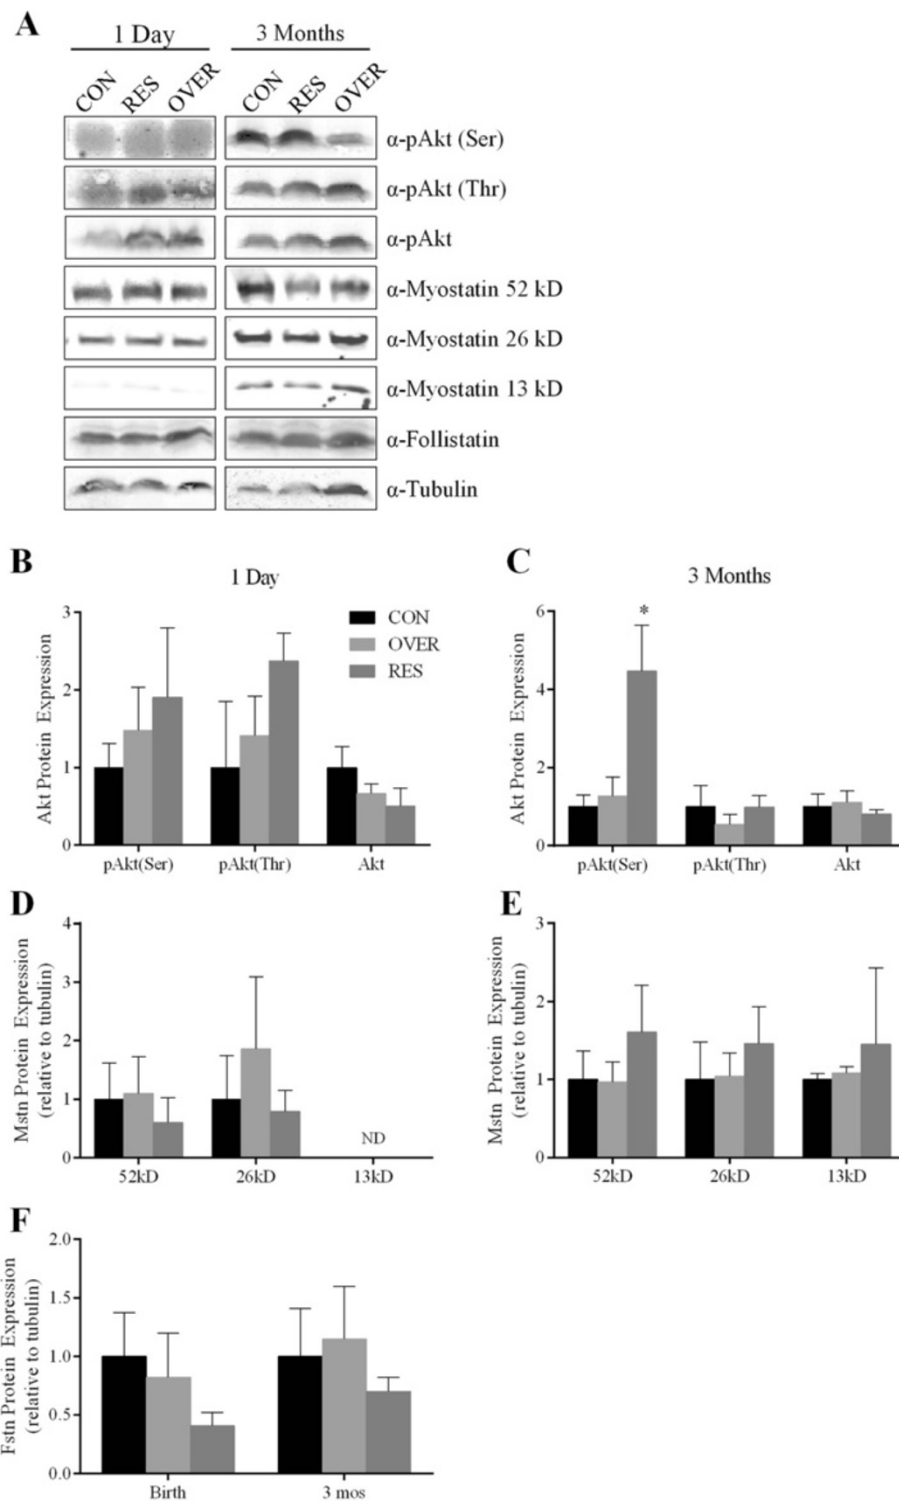 A
1 Day
3 Months
CON RES OVER CON RES OVER
α-pAkt (Ser)
α-pAkt (Thr)
α-pAkt
α-Myostatin 52 kD
α-Myostatin 26 kD
α-Myostatin 13 kD
α-Follistatin
α-Tubulin
B
1 Day
Akt Protein Expression
3
2
1
0
CON
OVER
RES
pAkt(Ser) pAkt(Thr) Akt
C
3 Months
Akt Protein Expression
6
4
2
0
*
pAkt(Ser) pAkt(Thr) Akt
D
Mstn Protein Expression
(relative to tubulin)
4
3
2
1
0
ND
52kD 26kD 13kD
E
Mstn Protein Expression
(relative to tubulin)
3
2
1
0
52kD 26kD 13kD
F
Fstn Protein Expression
(relative to tubulin)
2.0
1.5
1.0
0.5
0.0
Birth 3 mos